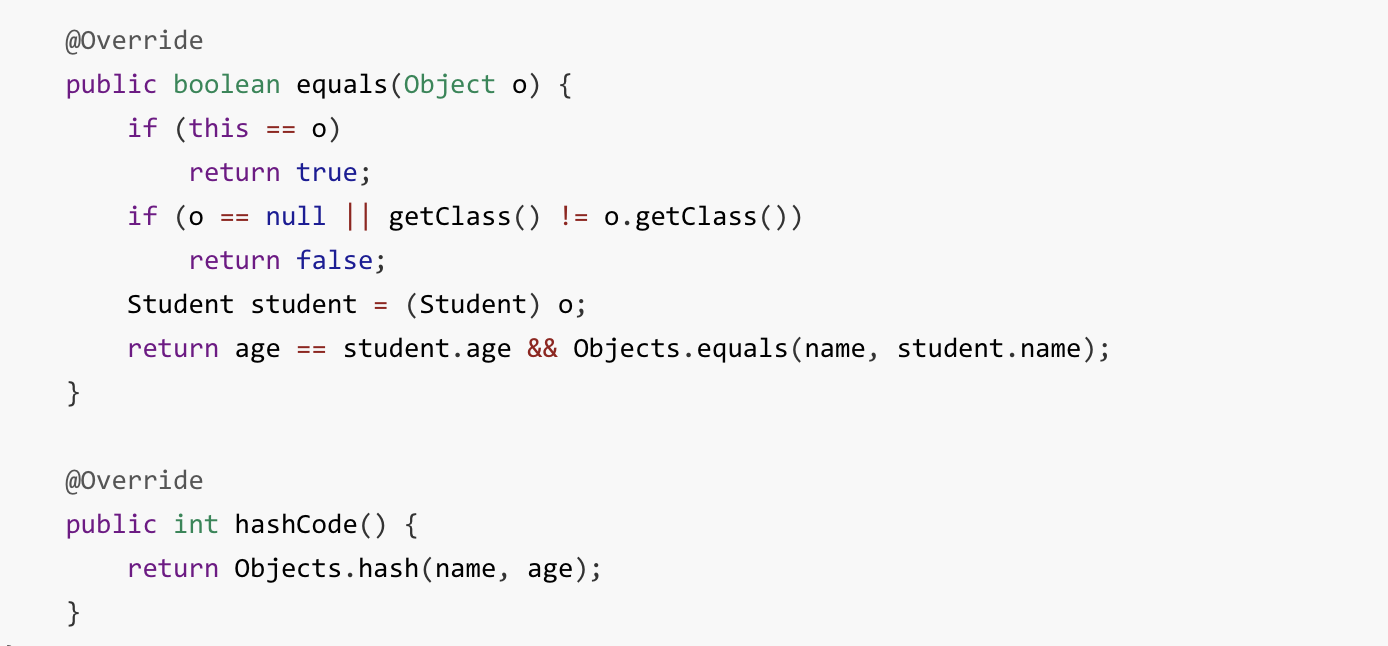 @Override
public boolean equals(Object o) {
    if (this == o)
        return true;
    if (o == null || getClass() != o.getClass())
        return false;
    Student student = (Student) o;
    return age == student.age && Objects.equals(name, student.name);
}

@Override
public int hashCode() {
    return Objects.hash(name, age);
}